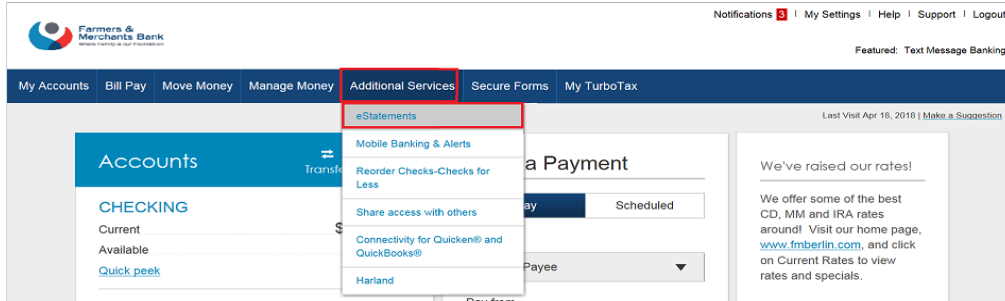 Notifications 3 | My Settings | Help | Support | Logout
Farmers &
Merchants Bank
Where Family is our Foundation
Featured: Text Message Banking
My Accounts Bill Pay Move Money Manage Money Additional Services Secure Forms My TurboTax
Last Visit Apr 18, 2018 | Make a Suggestion
eStatements
Mobile Banking & Alerts
Reorder Checks-Checks for
Less
Share access with others
Connectivity for Quicken® and
QuickBooks®
Harland
Accounts
CHECKING
Current $
Available
Quick peek
a Payment
Scheduled
Payee
We've raised our rates!
We offer some of the best
CD, MM and IRA rates
around! Visit our home page,
www.fmberlin.com, and click
on Current Rates to view
rates and specials.